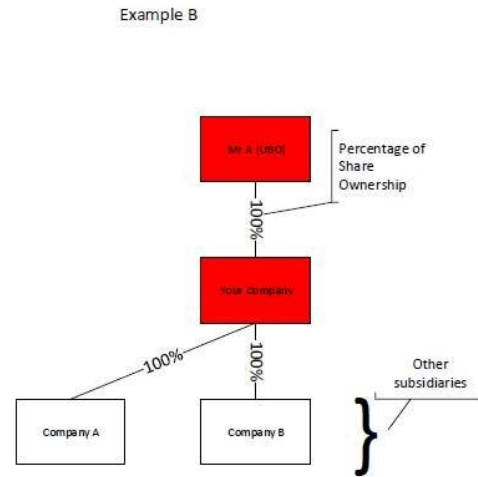 Example B
Mr A (UBO)
Percentage of
Share
Ownership
100%
Your Company
100%
100%
Other
subsidiaries
Company A
Company B